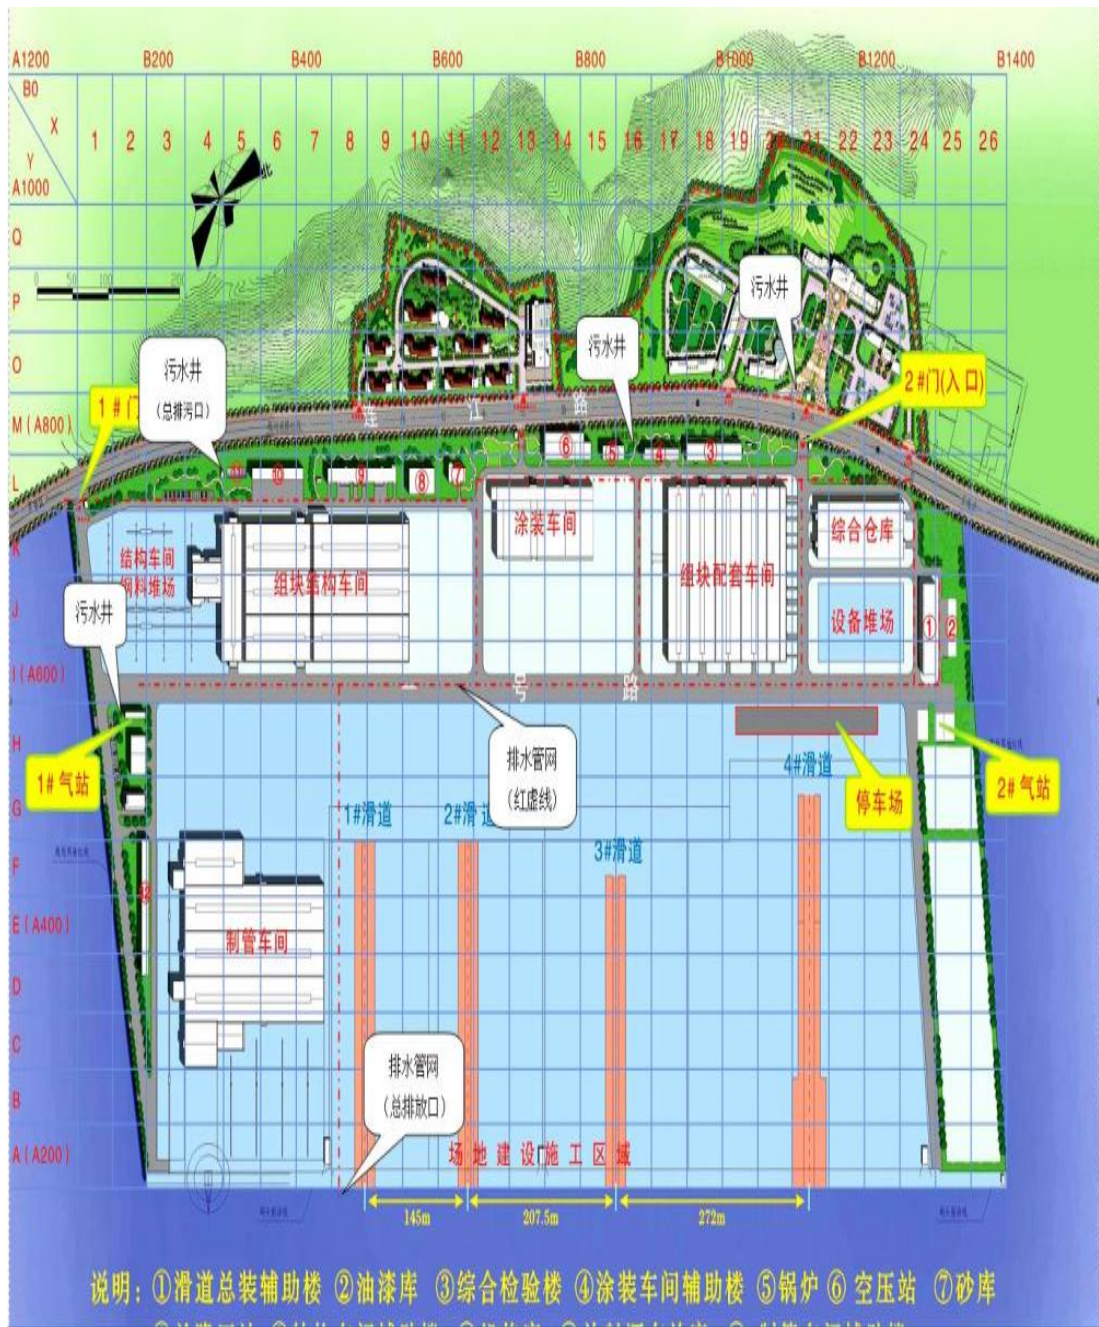 A1200 B200 B400 B600 B800 B1000 B1200 B1400
B0
X
1 2 3 4 5 6 7 8 9 10 11 12 13 14 15 16 17 18 19 20 21 22 23 24 25 26
Y
A1000
北
Q
0 50 100 200
P
污水井
O
污水井
污水井
(总排污口)
2#门(入口)
1#门
M(A800)
江 路
⑥ ⑤ ④ ③
L
⑩ ⑨ ⑧ ⑦
涂装车间
综合仓库
K
结构车间
钢料堆场
组块结构车间
组块配套车间
污水井
J
设备堆场
① ②
I(A600)
一 号 路
H
排水管网
(红虚线)
1#气站
4#滑道
停车场
2#气站
G
1#滑道
2#滑道
3#滑道
F
E(A400)
制管车间
D
C
排水管网
(总排放口)
B
A(A200)
场地建设施工区域
145m
207.5m
272m
说明: ①滑道总装辅助楼 ②油漆库 ③综合检验楼 ④涂装车间辅助楼 ⑤锅炉 ⑥ 空压站 ⑦砂库